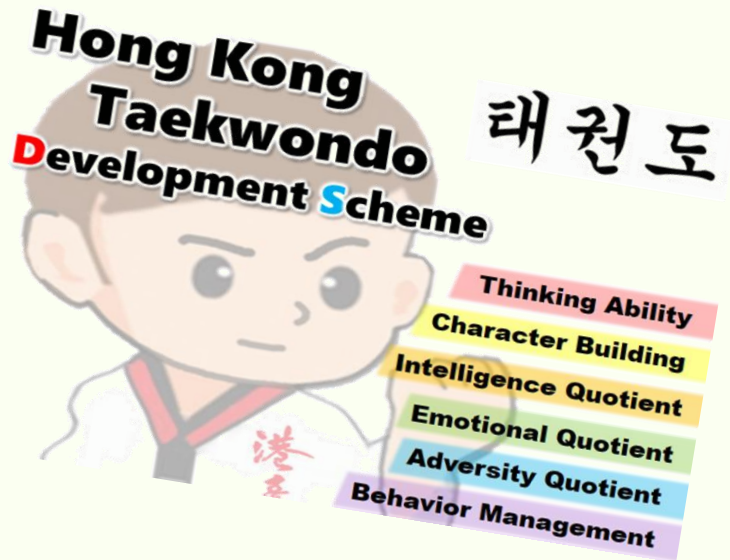 Hong Kong
Taekwondo
Development Scheme
태권도
Thinking Ability
Character Building
Intelligence Quotient
Emotional Quotient
Adversity Quotient
Behavior Management
港